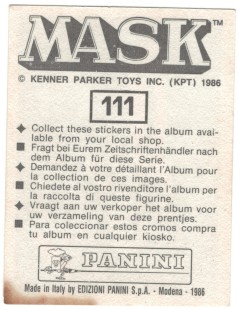 MASK™
© KENNER PARKER TOYS INC. (KPT) 1986
111
Collect these stickers in the album avai-
lable from your local shop.
Fragt bei Eurem Zeitschriftenhändler nach
dem Album für diese Serie.
Demandez à votre détaillant l'Album pour
la collection de ces images.
Chiedete al vostro rivenditore l'album per
la raccolta di queste figurine.
Vraagt aan uw verkoper het album voor
uw verzameling van deze prentjes.
Para coleccionar estos cromos compra
tu album en cualquier kiosko.
PANINI
Made in Italy by EDIZIONI PANINI S.p.A. - Modena - 1986